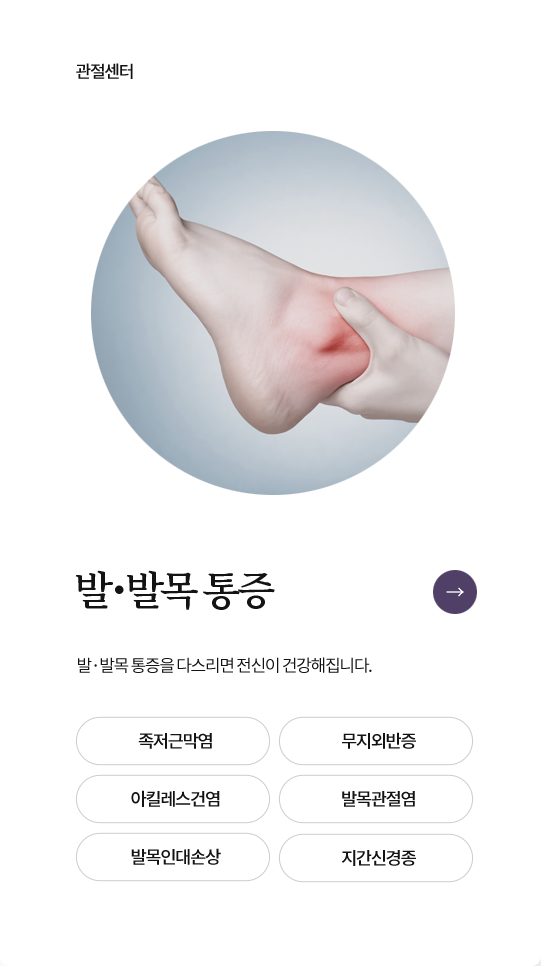 관절센터
발•발목 통증
발·발목 통증을 다스리면 전신이 건강해집니다.
족저근막염
무지외반증
아킬레스건염
발목관절염
발목인대손상
지간신경종